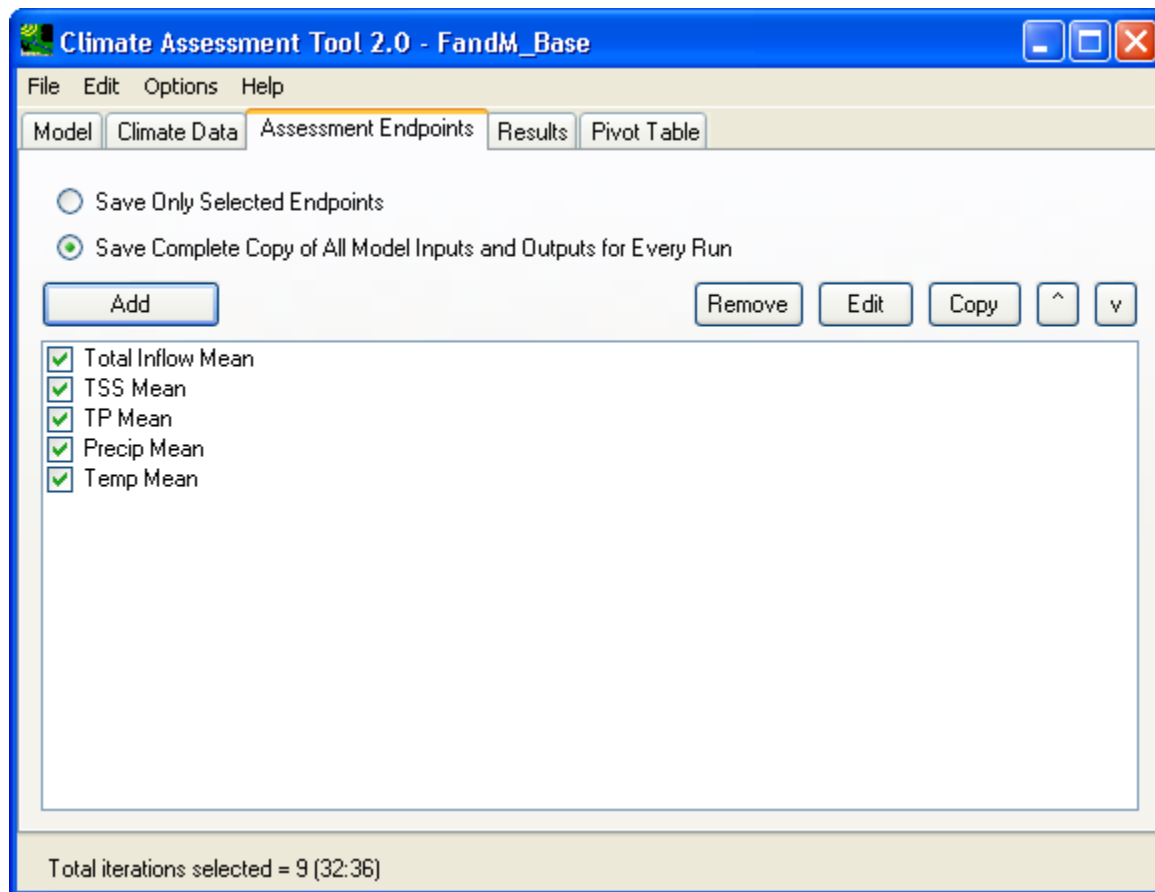 Climate Assessment Tool 2.0 - FandM_Base
File Edit Options Help
Model Climate Data Assessment Endpoints Results Pivot Table
Save Only Selected Endpoints
Save Complete Copy of All Model Inputs and Outputs for Every Run
Add Remove Edit Copy ^ v
Total Inflow Mean
TSS Mean
TP Mean
Precip Mean
Temp Mean
Total iterations selected = 9 (32:36)